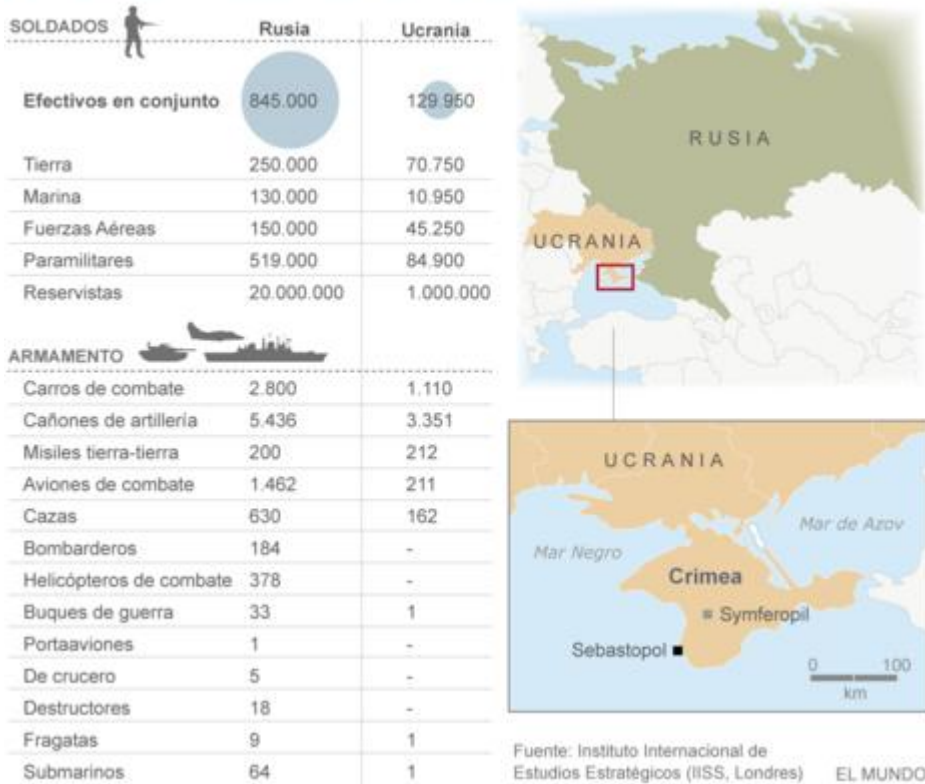 SOLDADOS Rusia Ucrania
Efectivos en conjunto 845.000 129.950
Tierra 250.000 70.750
Marina 130.000 10.950
Fuerzas Aéreas 150.000 45.250
Paramilitares 519.000 84.900
Reservistas 20.000.000 1.000.000
ARMAMENTO
Carros de combate 2.800 1.110
Cañones de artillería 5.436 3.351
Misiles tierra-tierra 200 212
Aviones de combate 1.462 211
Cazas 630 162
Bombarderos 184 -
Helicópteros de combate 378 -
Buques de guerra 33 1
Portaaviones 1 -
De crucero 5 -
Destructores 18 -
Fragatas 9 1
Submarinos 64 1
RUSIA
UCRANIA
UCRANIA
Mar de Azov
Mar Negro
Crimea
Symferopil
Sebastopol
0 100
km
Fuente: Instituto Internacional de
Estudios Estratégicos (IISS, Londres) EL MUNDO